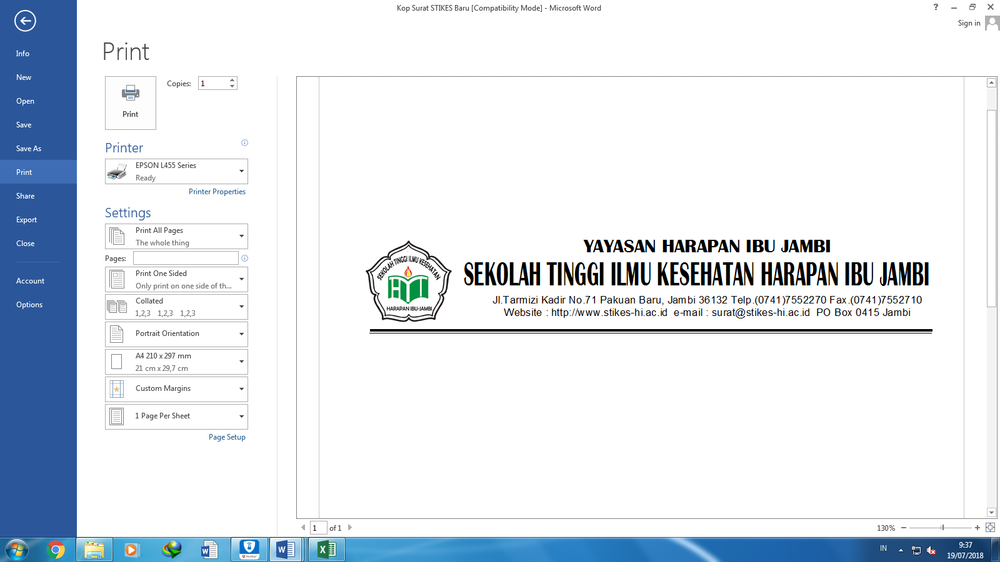 Kop Surat STIKES Baru [Compatibility Mode] - Microsoft Word
?
Sign in
Info
New
Open
Save
Save As
Print
Share
Export
Close
Account
Options
Print
Print
Copies: 1
Printer
EPSON L455 Series
Ready
Printer Properties
Settings
Print All Pages
The whole thing
Pages:
Print One Sided
Only print on one side of th...
Collated
1,2,3 1,2,3 1,2,3
Portrait Orientation
A4 210 x 297 mm
21 cm x 29,7 cm
Custom Margins
1 Page Per Sheet
Page Setup
SEKOLAH TINGGI ILMU KESEHATAN
HARAPAN IBU-JAMBI
YAYASAN HARAPAN IBU JAMBI
SEKOLAH TINGGI ILMU KESEHATAN HARAPAN IBU JAMBI
Jl.Tarmizi Kadir No.71 Pakuan Baru, Jambi 36132 Telp.(0741)7552270 Fax.(0741)7552710
Website : http://www.stikes-hi.ac.id e-mail : surat@stikes-hi.ac.id PO Box 0415 Jambi
1 of 1
130%
McAfee
IN
9:37
19/07/2018